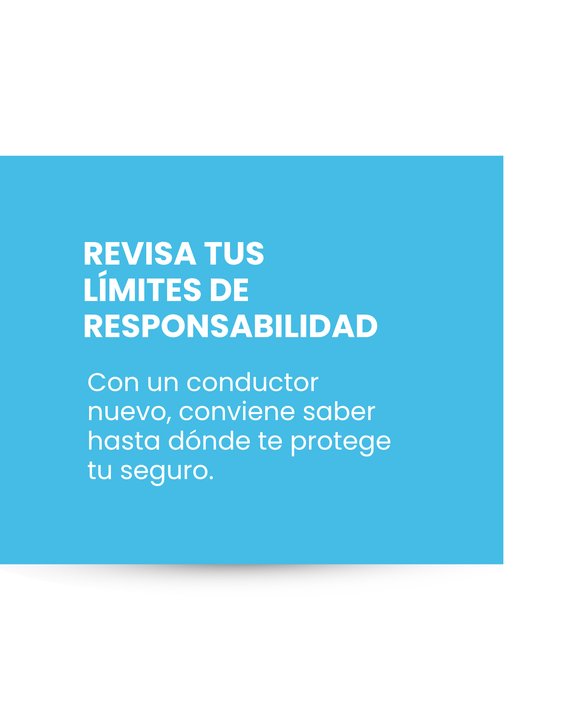 REVISA TUS
LÍMITES DE
RESPONSABILIDAD
Con un conductor
nuevo, conviene saber
hasta dónde te protege
tu seguro.